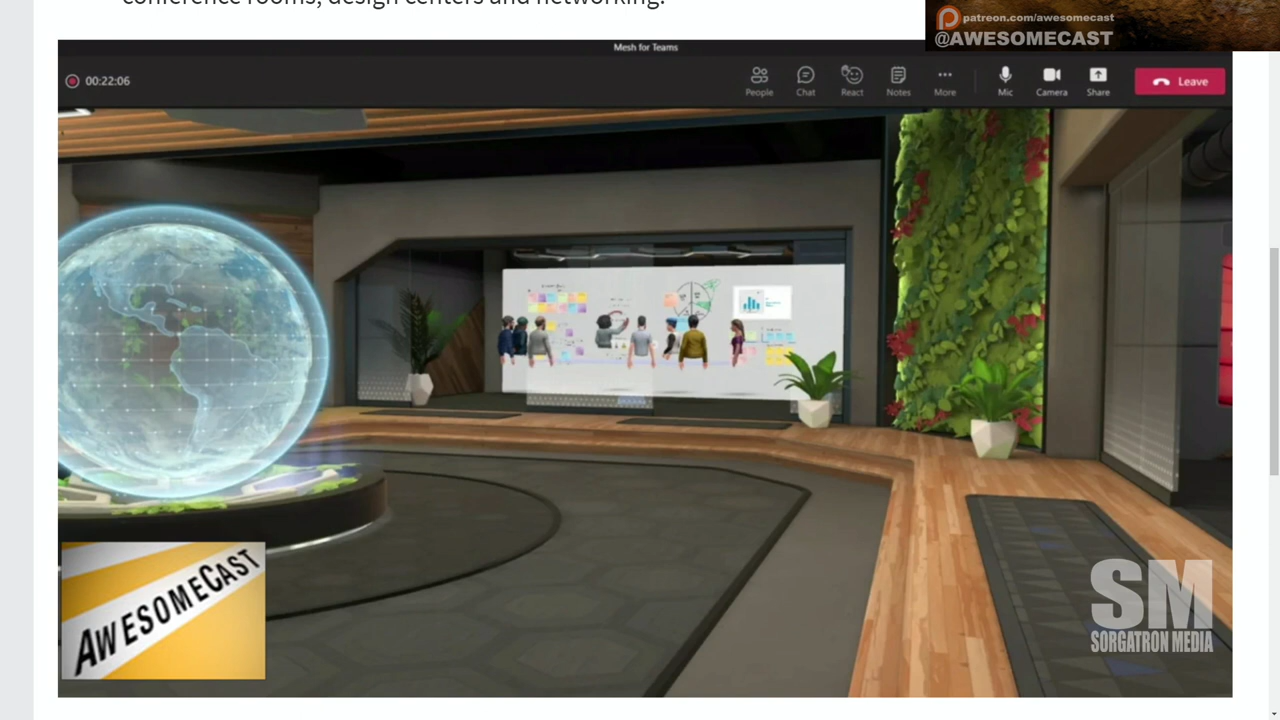 conference rooms, design centers and networking.
patreon.com/awesomecast
@AWESOMECAST
Mesh for Teams
00:22:06
People
Chat
React
Notes
More
Mic
Camera
Share
Leave
AWESOMECAST
SM
SORGATRON MEDIA